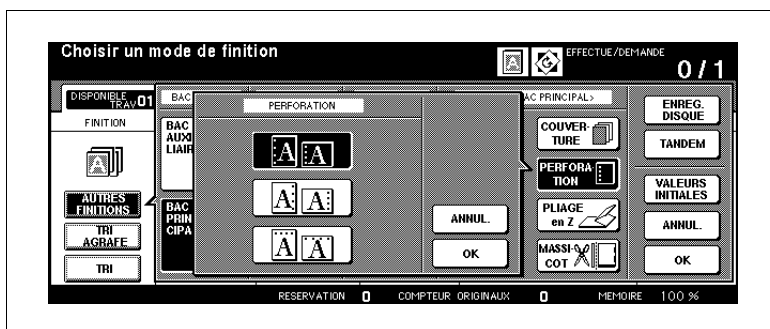 Choisir un mode de finition
EFFECTUE/DEMANDE
0/1
DISPONIBLE
TRAV01
FINITION
AUTRES
FINITIONS
TRI
AGRAFE
TRI
BAC
BAC
AUXI
LIAIR
BAC
PRIN
CIPA
PERFORATION
A A
A A
A A
ANNUL.
OK
AC PRINCIPAL>
COUVER-
TURE
PERFORA-
TION
PLIAGE
en Z
MASSI-
COT
ENREG.
DISQUE
TANDEM
VALEURS
INITIALES
ANNUL.
OK
RESERVATION 0 COMPTEUR ORIGINAUX 0 MEMOIRE 100 %